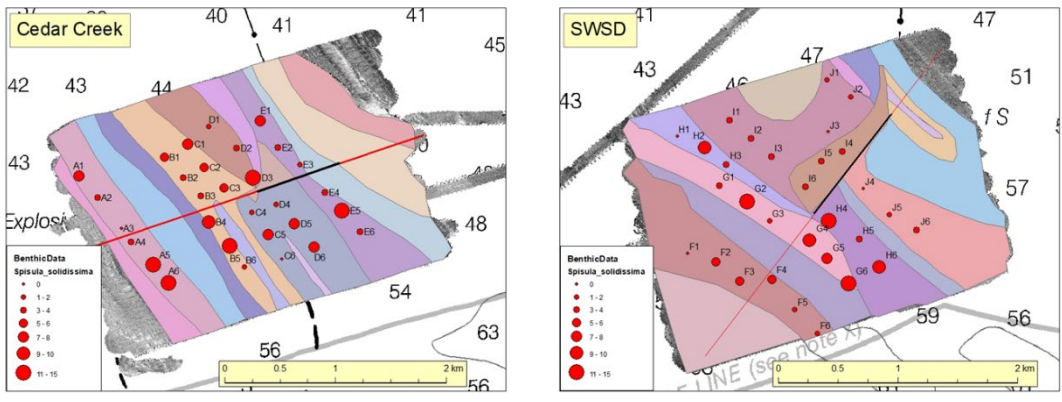 Cedar Creek
40
41
41
45
42
43
44
43
48
54
56
63
56
Explosi
A1
A2
A3
A4
A5
A6
B1
B2
B3
B4
B5
B6
C1
C2
C3
C4
C5
C6
D1
D2
D3
D4
D5
D6
E1
E2
E3
E4
E5
E6
BenthicData
Spisula_solidissima
0
1 - 2
3 - 4
5 - 6
7 - 8
9 - 10
11 - 15
0 0.5 1 2 km
SWSD
41
47
47
43
46
51
43
f S
57
59
56
E LINE (see note X)
H1
H2
H3
H4
H5
H6
I1
I2
I3
I4
I5
I6
J1
J2
J3
J4
J5
J6
G1
G2
G3
G4
G5
G6
F1
F2
F3
F4
F5
F6
BenthicData
Spisula_solidissima
0
1 - 2
3 - 4
5 - 6
7 - 8
9 - 10
11 - 15
0 0.5 1 2 km